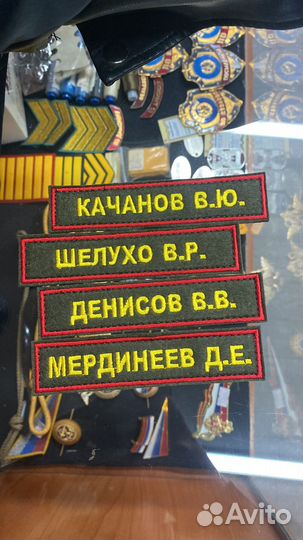 КАЧАНОВ В.Ю.
ШЕЛУХО В.Р.
ДЕНИСОВ В.В.
МЕРДИНЕЕВ Д.Е.
Avito